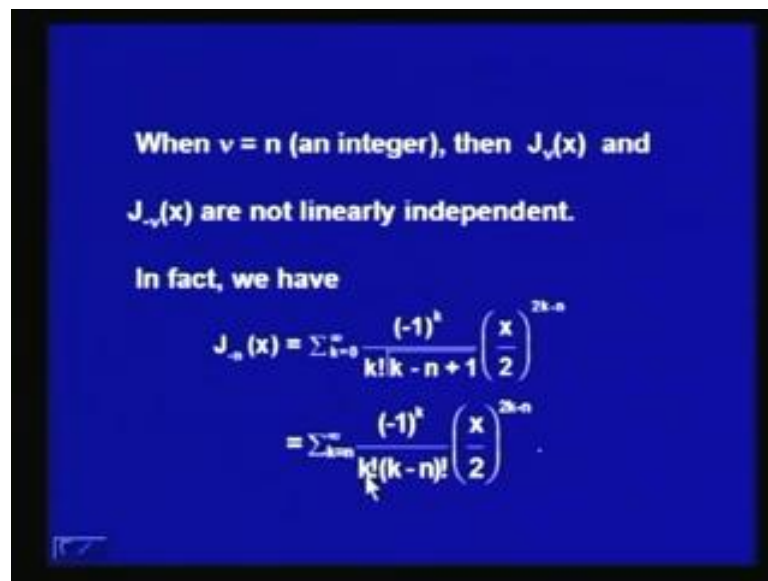 When ν = n (an integer), then J_ν(x) and
J_{-ν}(x) are not linearly independent.
In fact, we have
J_{-n}(x) = Σ_{k=0}^{∞} (-1)^k / (k! |k - n + 1) (x/2)^{2k-n}
= Σ_{k=n}^{∞} (-1)^k / (k!(k - n)!) (x/2)^{2k-n} .